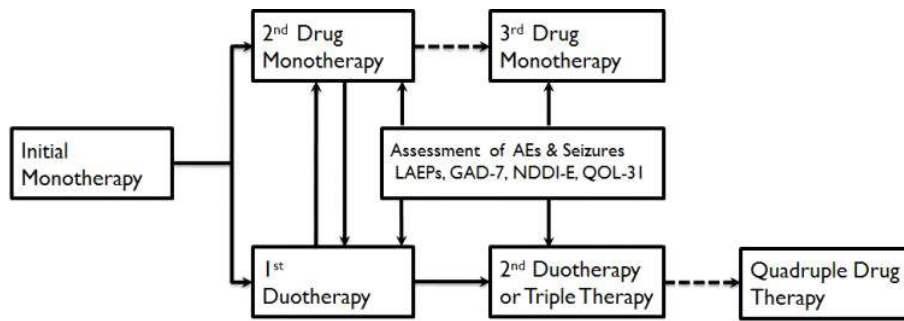 2nd Drug
Monotherapy
3rd Drug
Monotherapy
Initial
Monotherapy
Assessment of AEs & Seizures
LAEPs, GAD-7, NDDI-E, QOL-31
1st
Duotherapy
2nd Duotherapy
or Triple Therapy
Quadruple Drug
Therapy